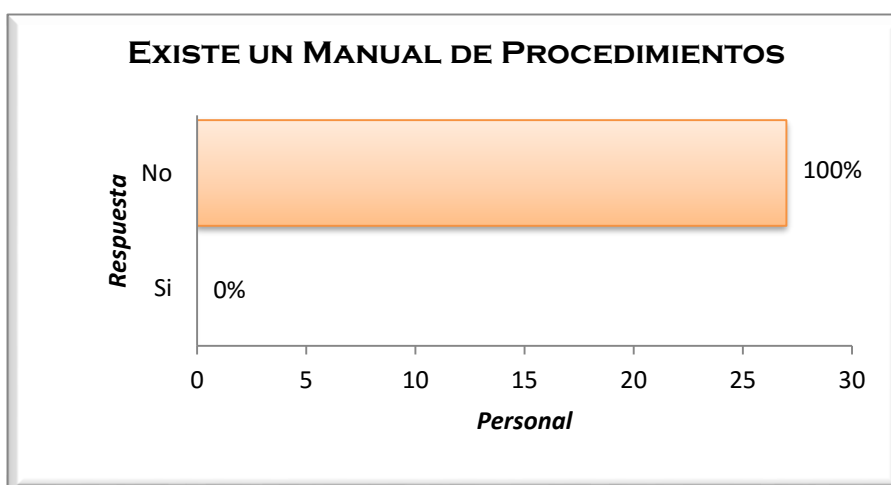 EXISTE UN MANUAL DE PROCEDIMIENTOS
Respuesta
No
100%
Si
0%
0 5 10 15 20 25 30
Personal